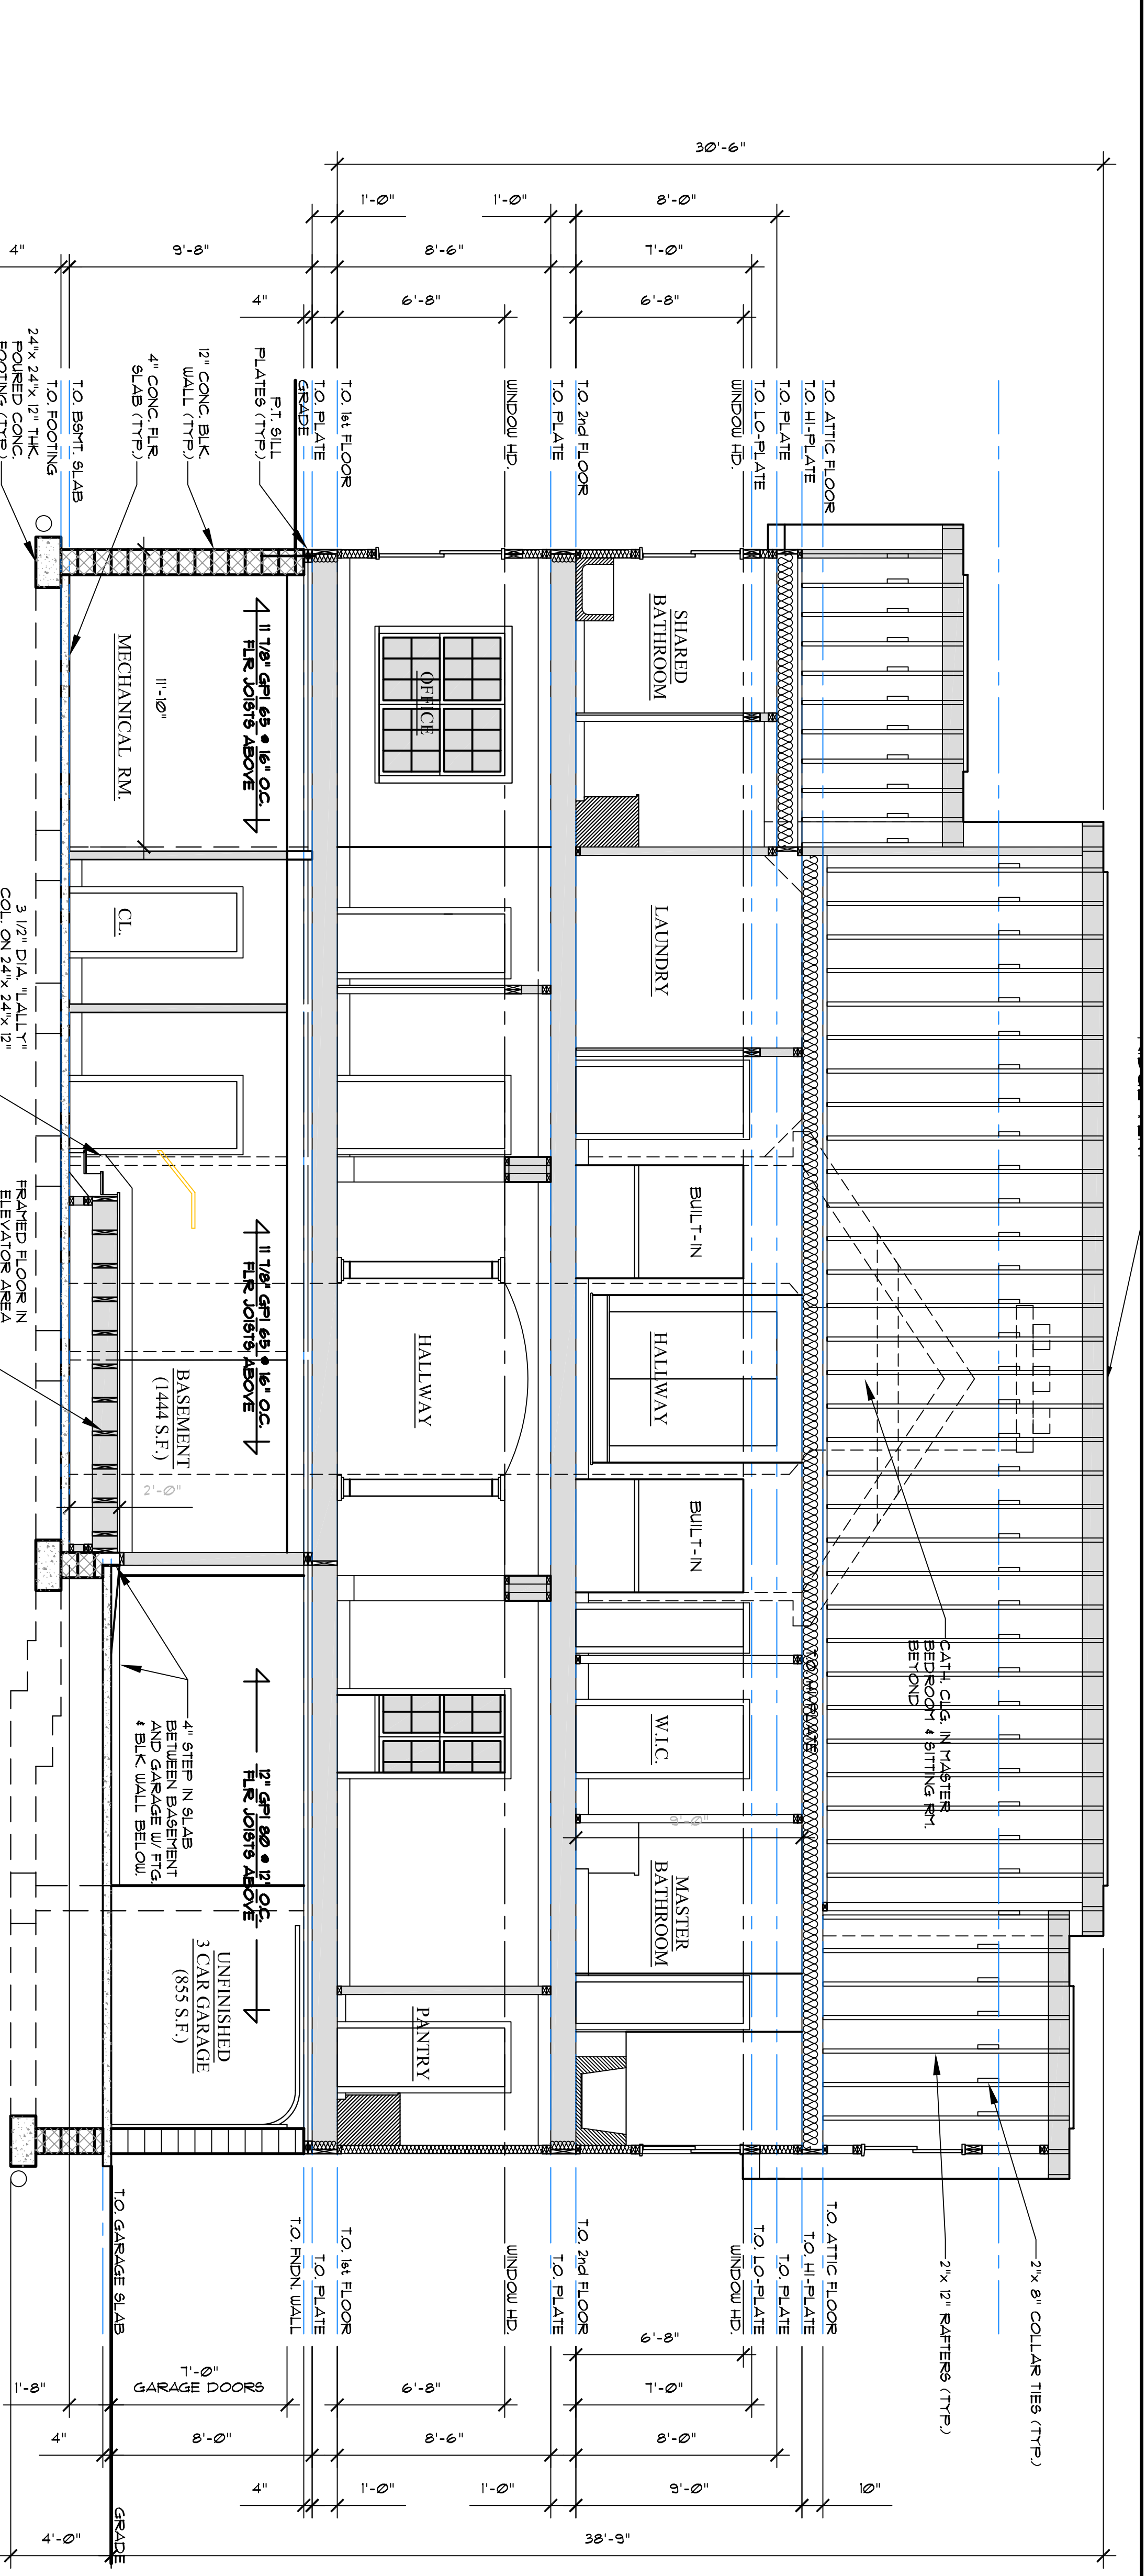 30'-6"
1'-0"
1'-0"
8'-0"
4"
9'-8"
8'-6"
7'-0"
4"
6'-8"
6'-8"
T.O. ATTIC FLOOR
T.O. HI-PLATE
T.O. PLATE
T.O. LO-PLATE
WINDOW HD.
T.O. 2nd FLOOR
T.O. PLATE
WINDOW HD.
T.O. 1st FLOOR
T.O. PLATE
GRADE
P.T. SILL
PLATES (TYP.)
12" CONC. BLK.
WALL (TYP.)
4" CONC. FLR.
SLAB (TYP.)
T.O. BSMT. SLAB
T.O. FOOTING
24"x 24"x 12" THK.
POURED CONC.
FOOTING (TYP.)
SHARED
BATHROOM
LAUNDRY
BUILT-IN
HALLWAY
BUILT-IN
W.I.C.
9'-0"
MASTER
BATHROOM
CATH. CLG. IN MASTER
BEDROOM & SITTING RM.
BEYOND
T.O. HI-PLATE
OFFICE
HALLWAY
PANTRY
11 7/8" GPI 65 @ 16" O.C.
FLR JOISTS ABOVE
11'-10"
MECHANICAL RM.
CL.
11 7/8" GPI 65 @ 16" O.C.
FLR JOISTS ABOVE
BASEMENT
(1444 S.F.)
2'-0"
12" GPI 80 @ 12" O.C.
FLR JOISTS ABOVE
4" STEP IN SLAB
BETWEEN BASEMENT
AND GARAGE W/ FTG.
& BLK. WALL BELOW.
UNFINISHED
3 CAR GARAGE
(855 S.F.)
3 1/2" DIA. "LALLY"
COL. ON 24"x 24"x 12"
FRAMED FLOOR IN
ELEVATOR AREA
2"x 8" COLLAR TIES (TYP.)
2"x 12" RAFTERS (TYP.)
T.O. ATTIC FLOOR
T.O. HI-PLATE
T.O. PLATE
T.O. LO-PLATE
WINDOW HD.
T.O. 2nd FLOOR
T.O. PLATE
WINDOW HD.
T.O. 1st FLOOR
T.O. PLATE
T.O. FNDN. WALL
T.O. GARAGE SLAB
GRADE
6'-8"
7'-0"
6'-8"
7'-0"
GARAGE DOORS
1'-8"
8'-0"
8'-6"
8'-0"
4"
10"
9'-0"
1'-0"
1'-0"
4"
38'-9"
4'-0"